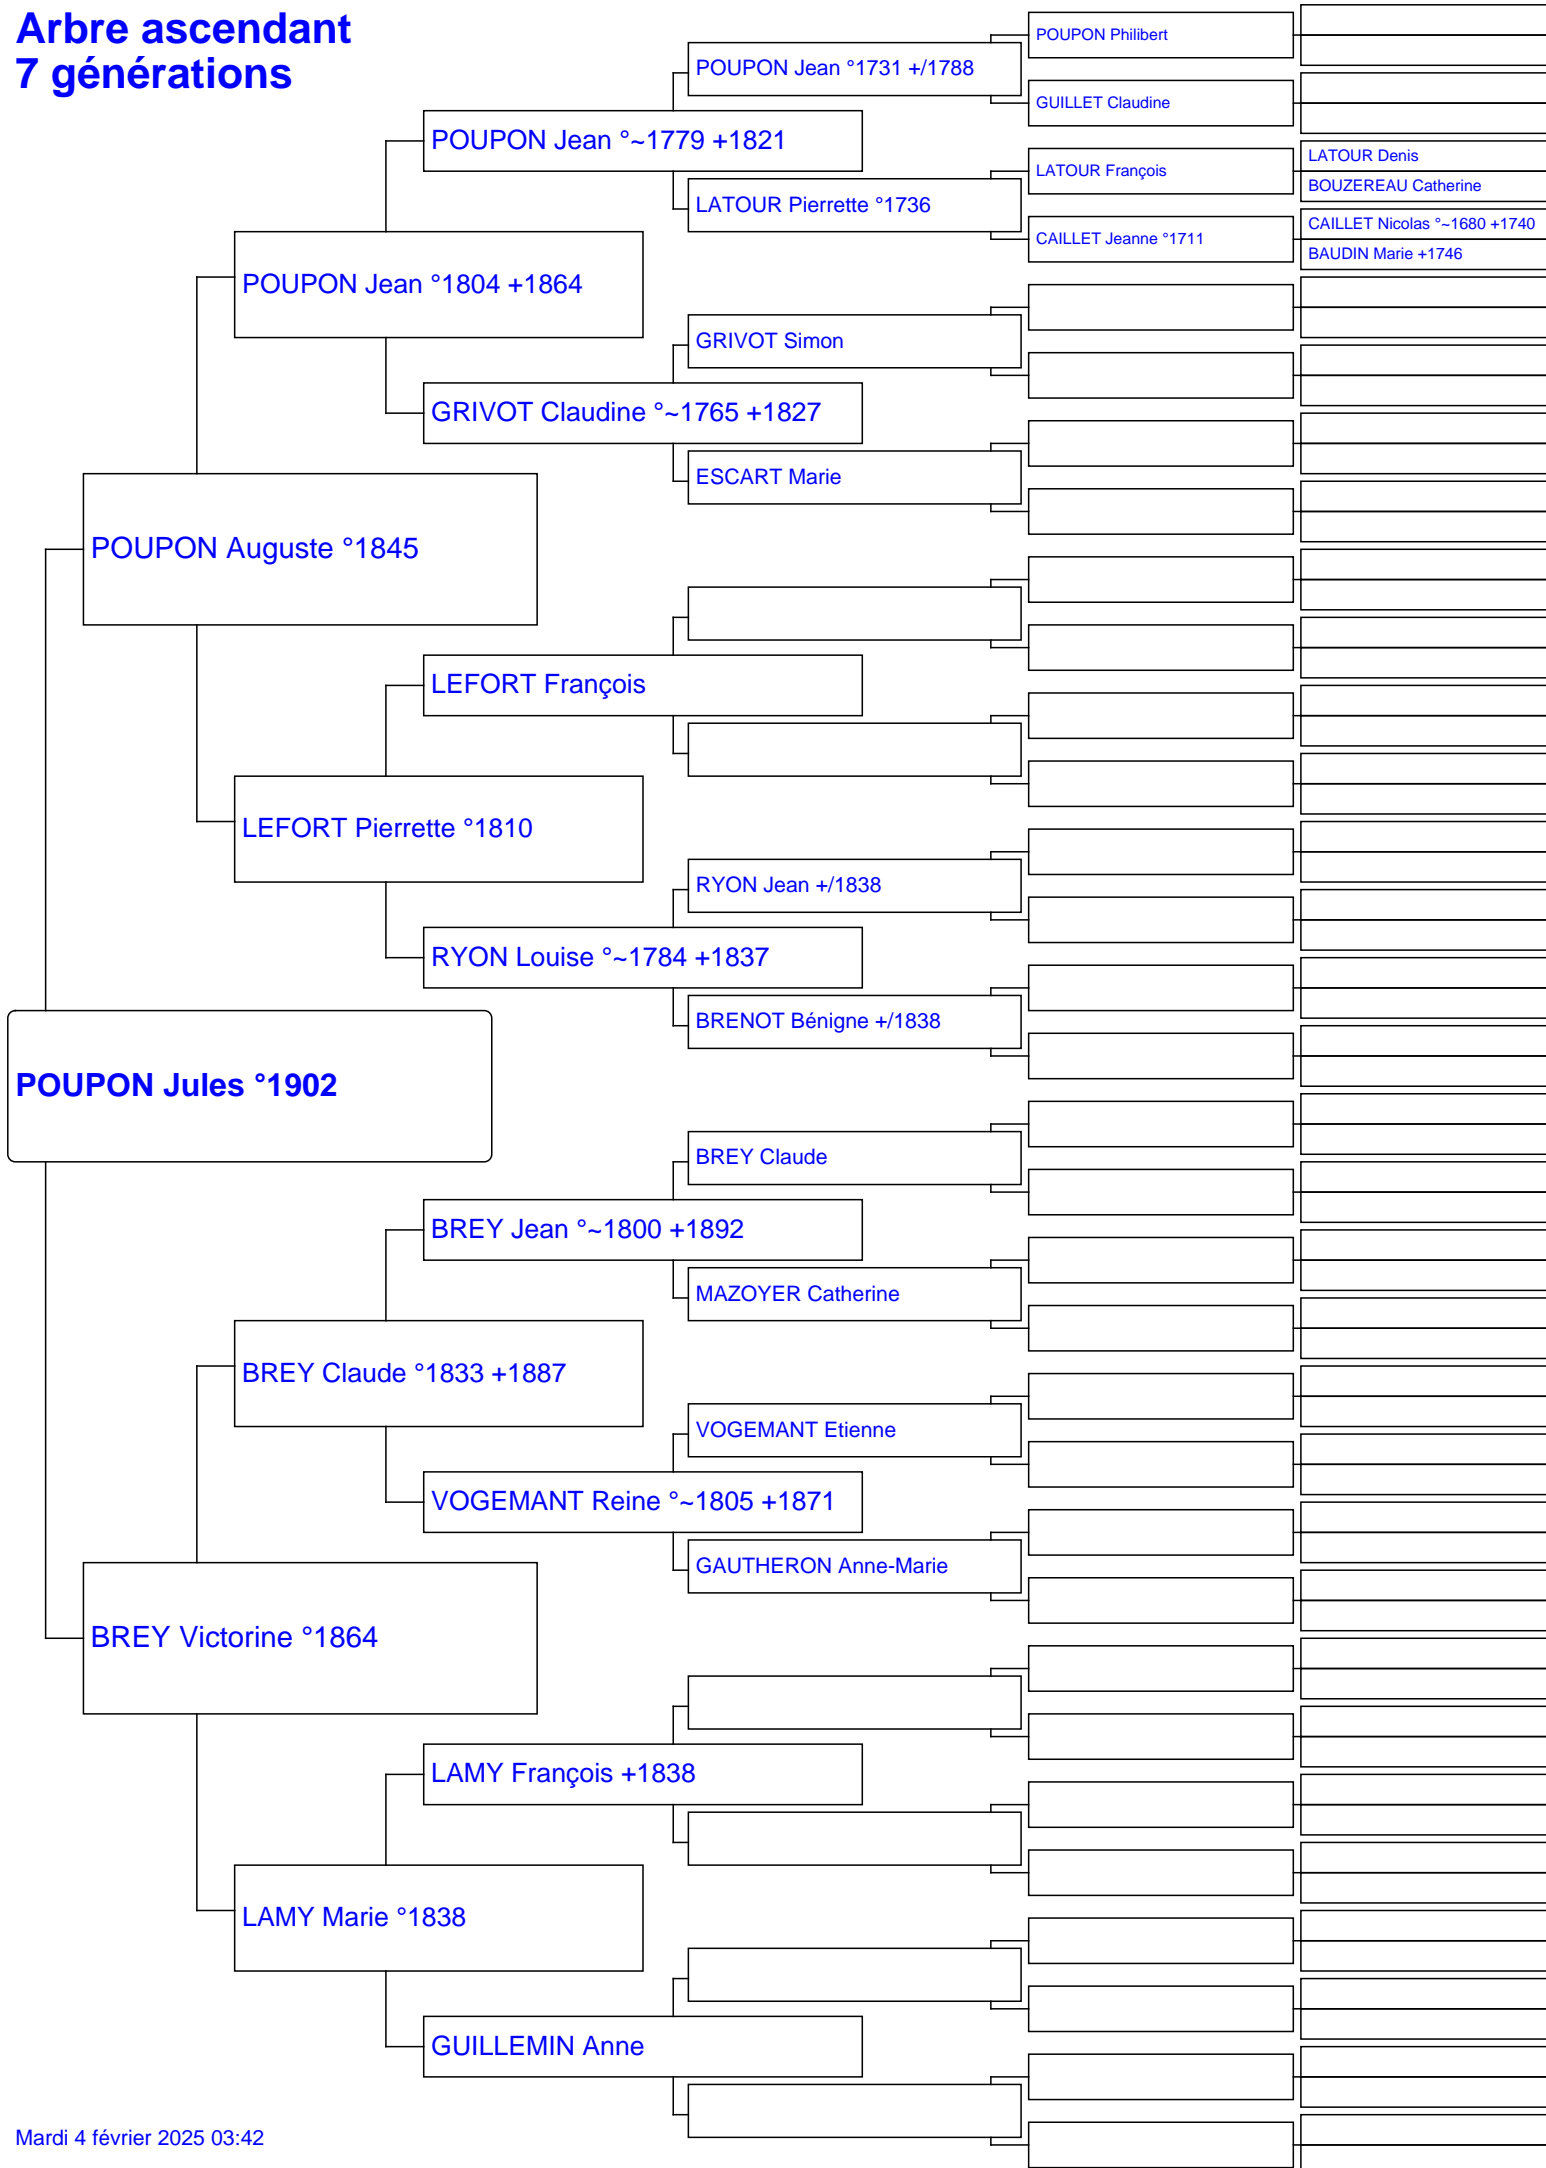 Arbre ascendant
7 générations
POUPON Philibert
POUPON Jean °1731 +/1788
GUILLET Claudine
POUPON Jean °~1779 +1821
LATOUR Denis
LATOUR François
BOUZEREAU Catherine
LATOUR Pierrette °1736
CAILLET Nicolas °~1680 +1740
CAILLET Jeanne °1711
BAUDIN Marie +1746
POUPON Jean °1804 +1864
GRIVOT Simon
GRIVOT Claudine °~1765 +1827
ESCART Marie
POUPON Auguste °1845
LEFORT François
LEFORT Pierrette °1810
RYON Jean +/1838
RYON Louise °~1784 +1837
BRENOT Bénigne +/1838
POUPON Jules °1902
BREY Claude
BREY Jean °~1800 +1892
MAZOYER Catherine
BREY Claude °1833 +1887
VOGEMANT Etienne
VOGEMANT Reine °~1805 +1871
GAUTHERON Anne-Marie
BREY Victorine °1864
LAMY François +1838
LAMY Marie °1838
GUILLEMIN Anne
Mardi 4 février 2025 03:42